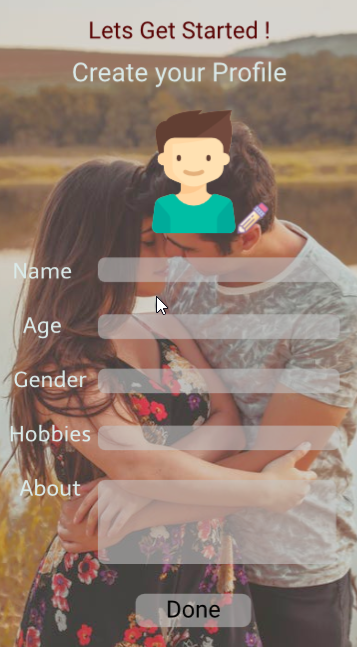 Lets Get Started !
Create your Profile
Name
Age
Gender
Hobbies
About
Done